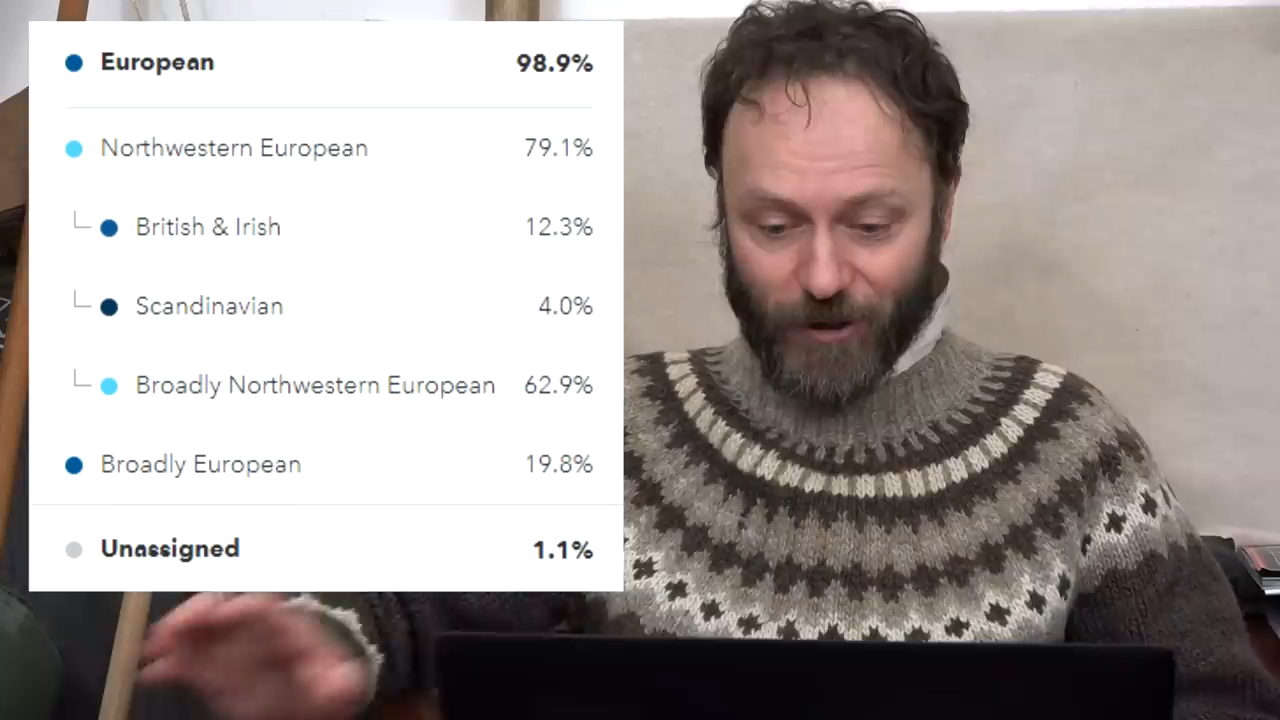 European 98.9%
Northwestern European 79.1%
British & Irish 12.3%
Scandinavian 4.0%
Broadly Northwestern European 62.9%
Broadly European 19.8%
Unassigned 1.1%